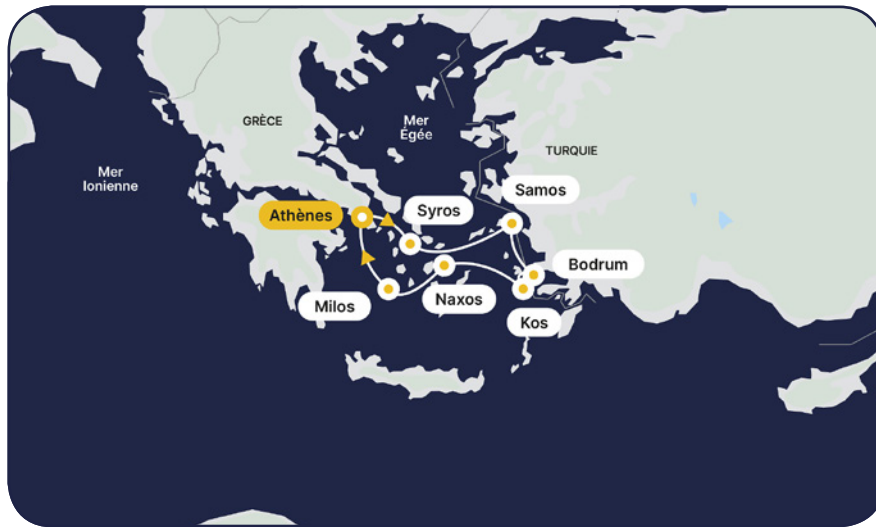 GRÈCE
Mer
Égée
TURQUIE
Mer
Ionienne
Samos
Athènes
Syros
Bodrum
Milos
Naxos
Kos